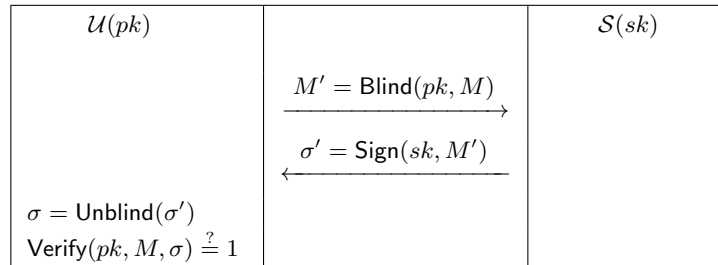 𝒰(pk)
𝒮(sk)
M′ = Blind(pk, M)
σ′ = Sign(sk, M′)
σ = Unblind(σ′)
Verify(pk, M, σ) ≟ 1